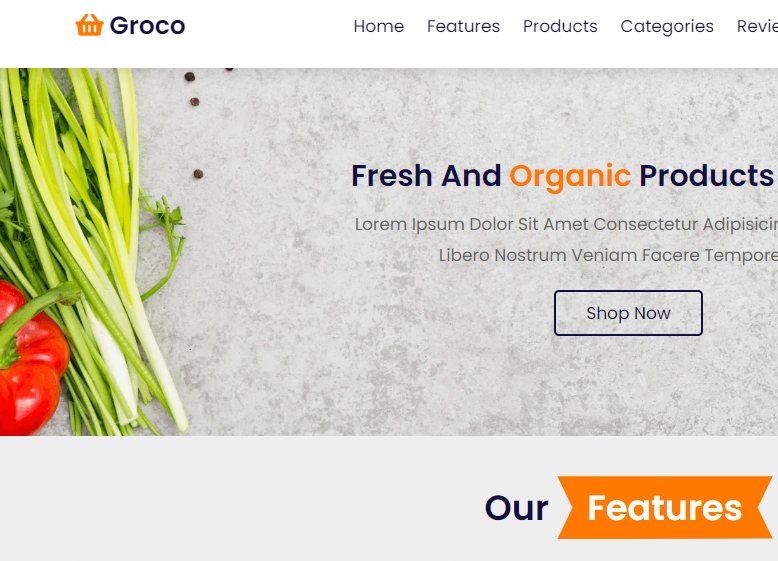 Groco
Home Features Products Categories Revie
Fresh And Organic Products
Lorem Ipsum Dolor Sit Amet Consectetur Adipisicin
Libero Nostrum Veniam Facere Tempore
Shop Now
Our Features